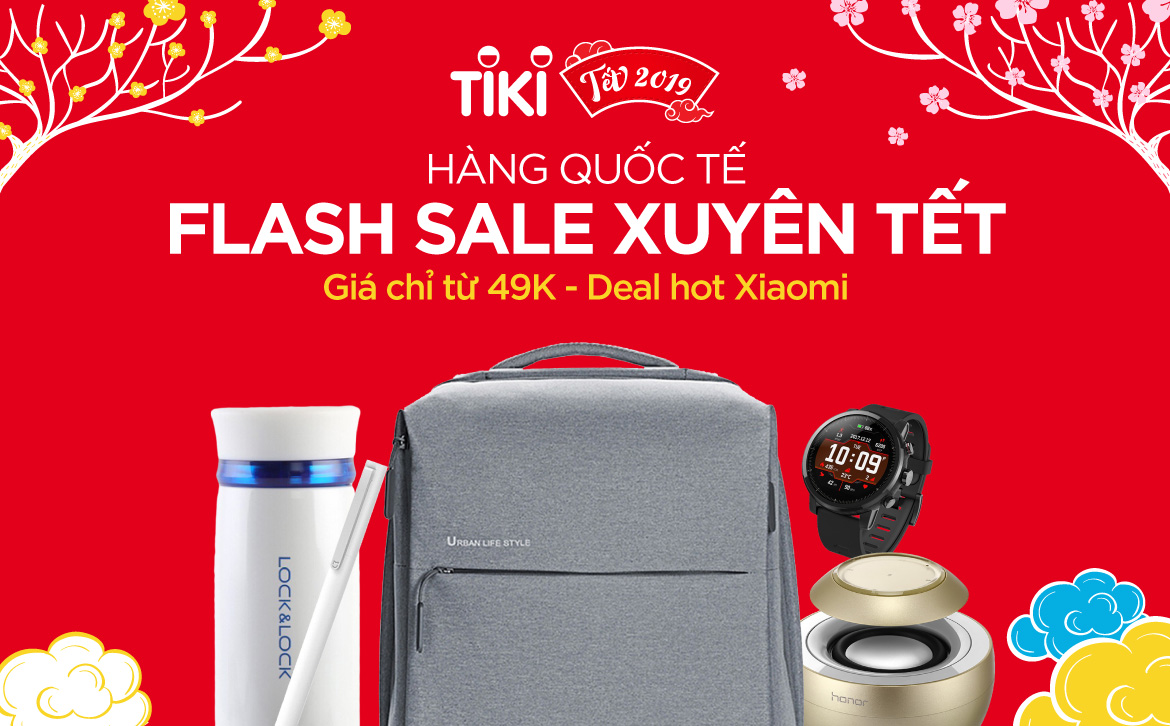 TIKI
Tết 2019
HÀNG QUỐC TẾ
FLASH SALE XUYÊN TẾT
Giá chỉ từ 49K - Deal hot Xiaomi
LOCK&LOCK
URBAN LIFE STYLE
10:09
honor